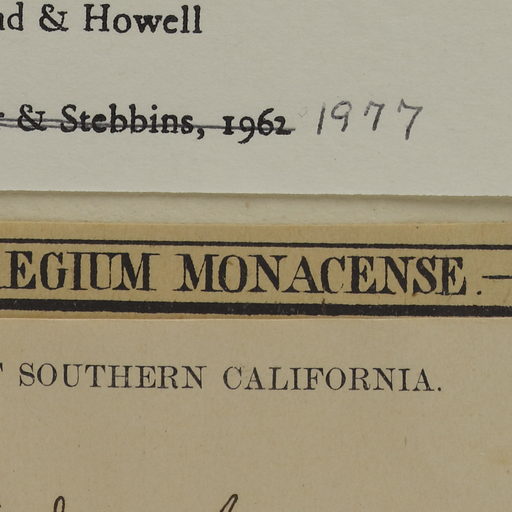 & Howell
& Stebbins, 1962 1977
EGIUM MONACENSE.
SOUTHERN CALIFORNIA.